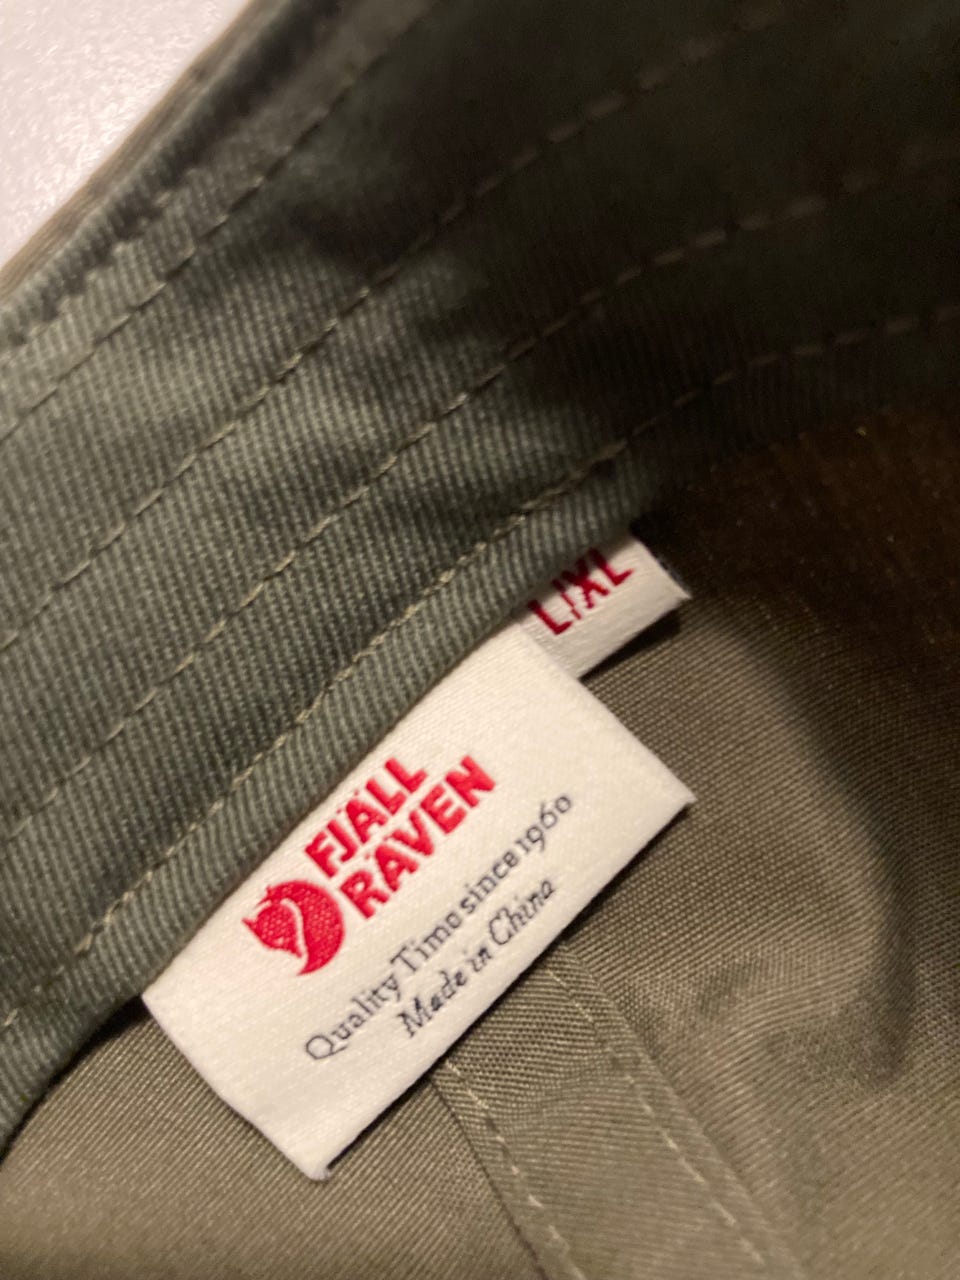 L/XL
FJÄLL
RÄVEN
Quality Time since 1960
Made in China